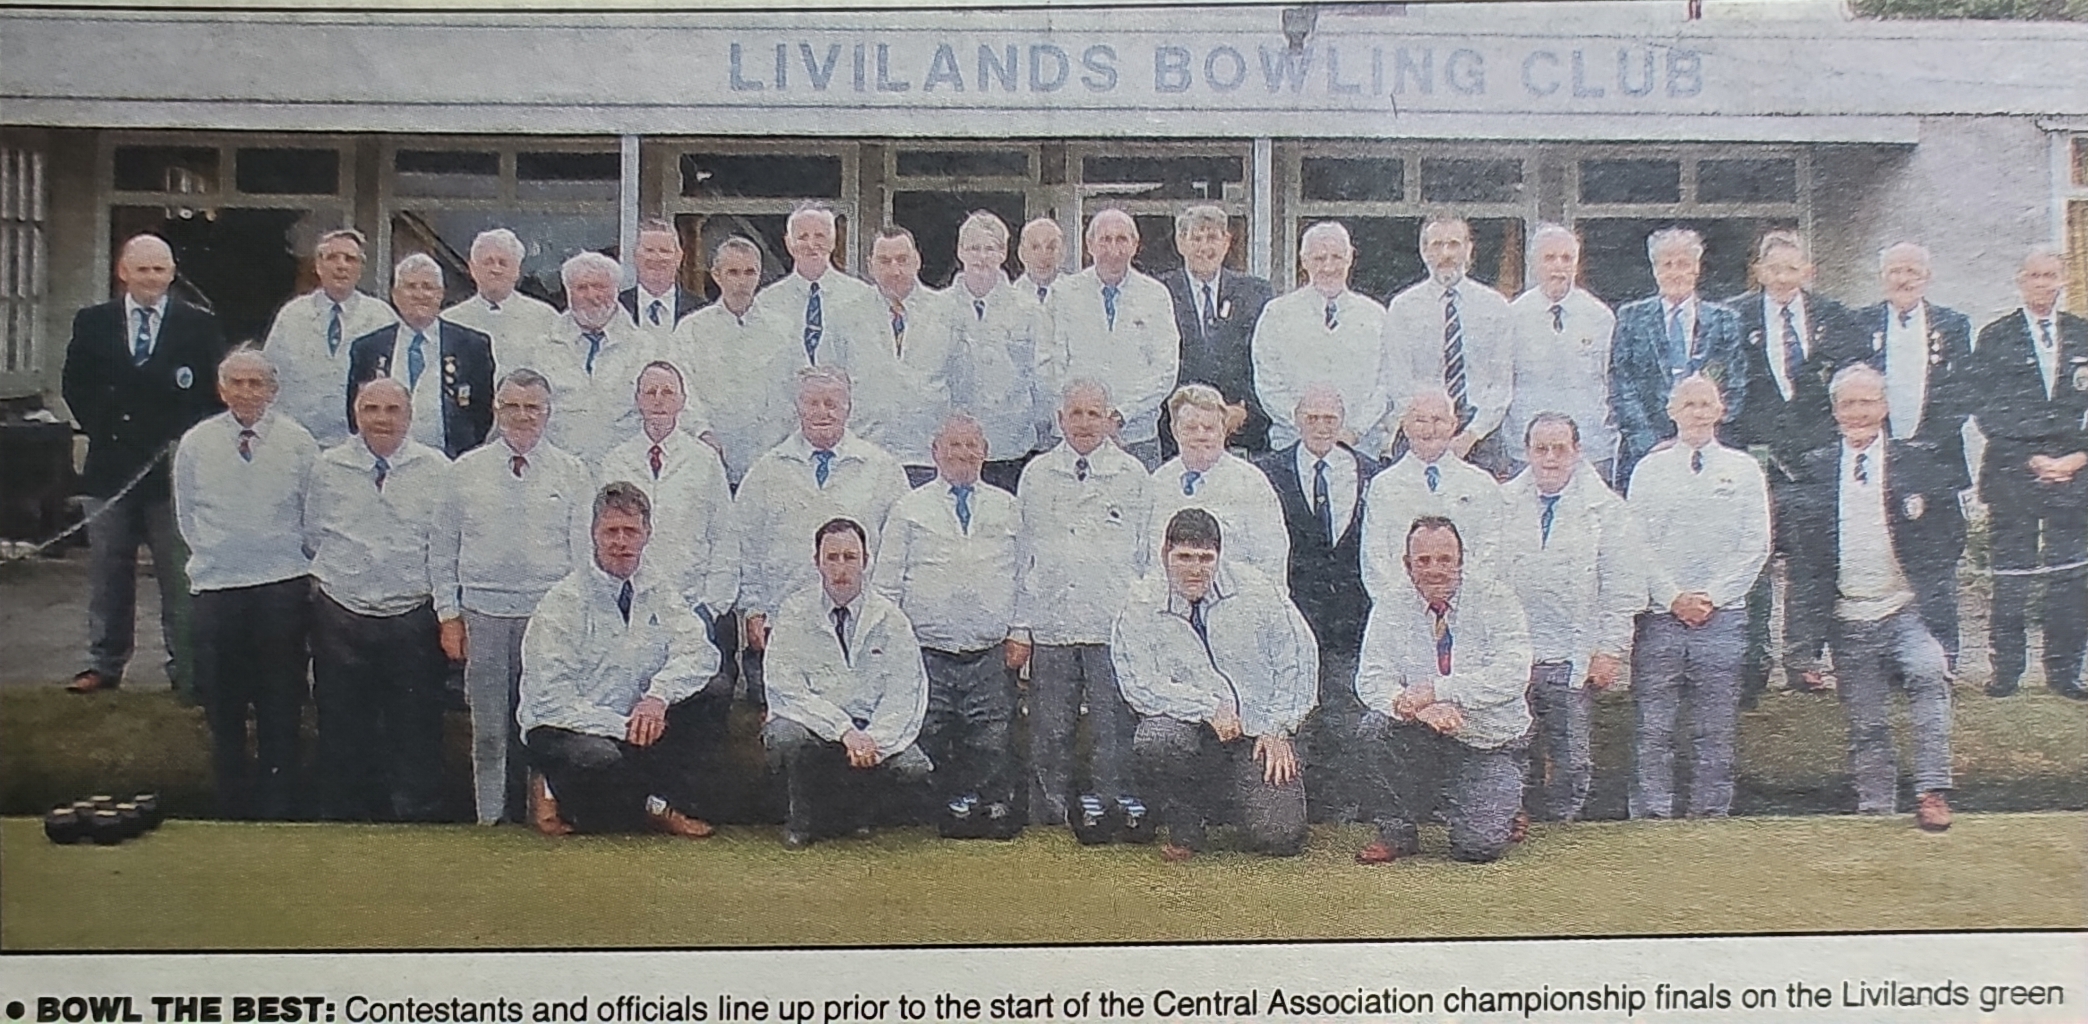 LIVILANDS BOWLING CLUB
• BOWL THE BEST: Contestants and officials line up prior to the start of the Central Association championship finals on the Livilands green